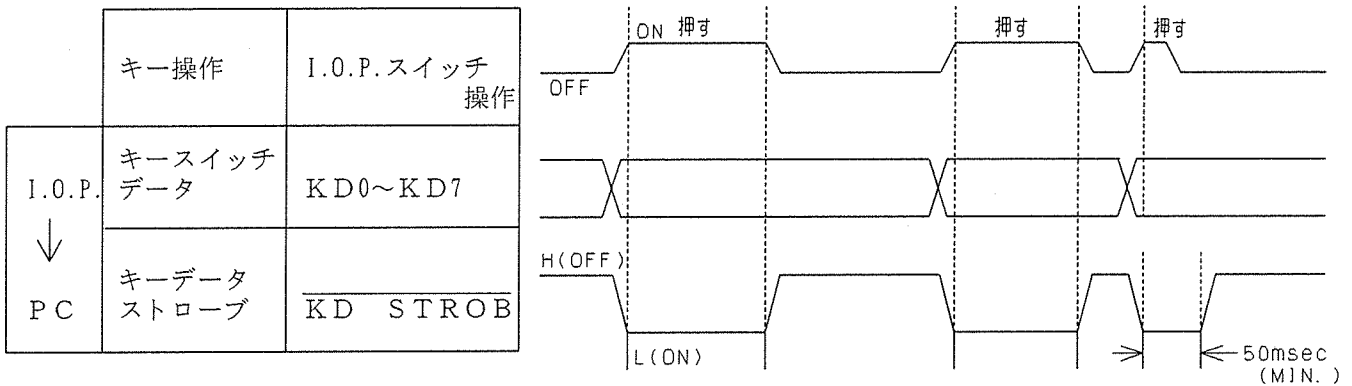 キー操作
I.O.P.スイッチ
操作
I.O.P.
↓
PC
キースイッチ
データ
KD0～KD7
キーデータ
ストローブ
KD STROB
ON 押す
押す
押す
OFF
H(OFF)
L(ON)
50msec
(MIN.)